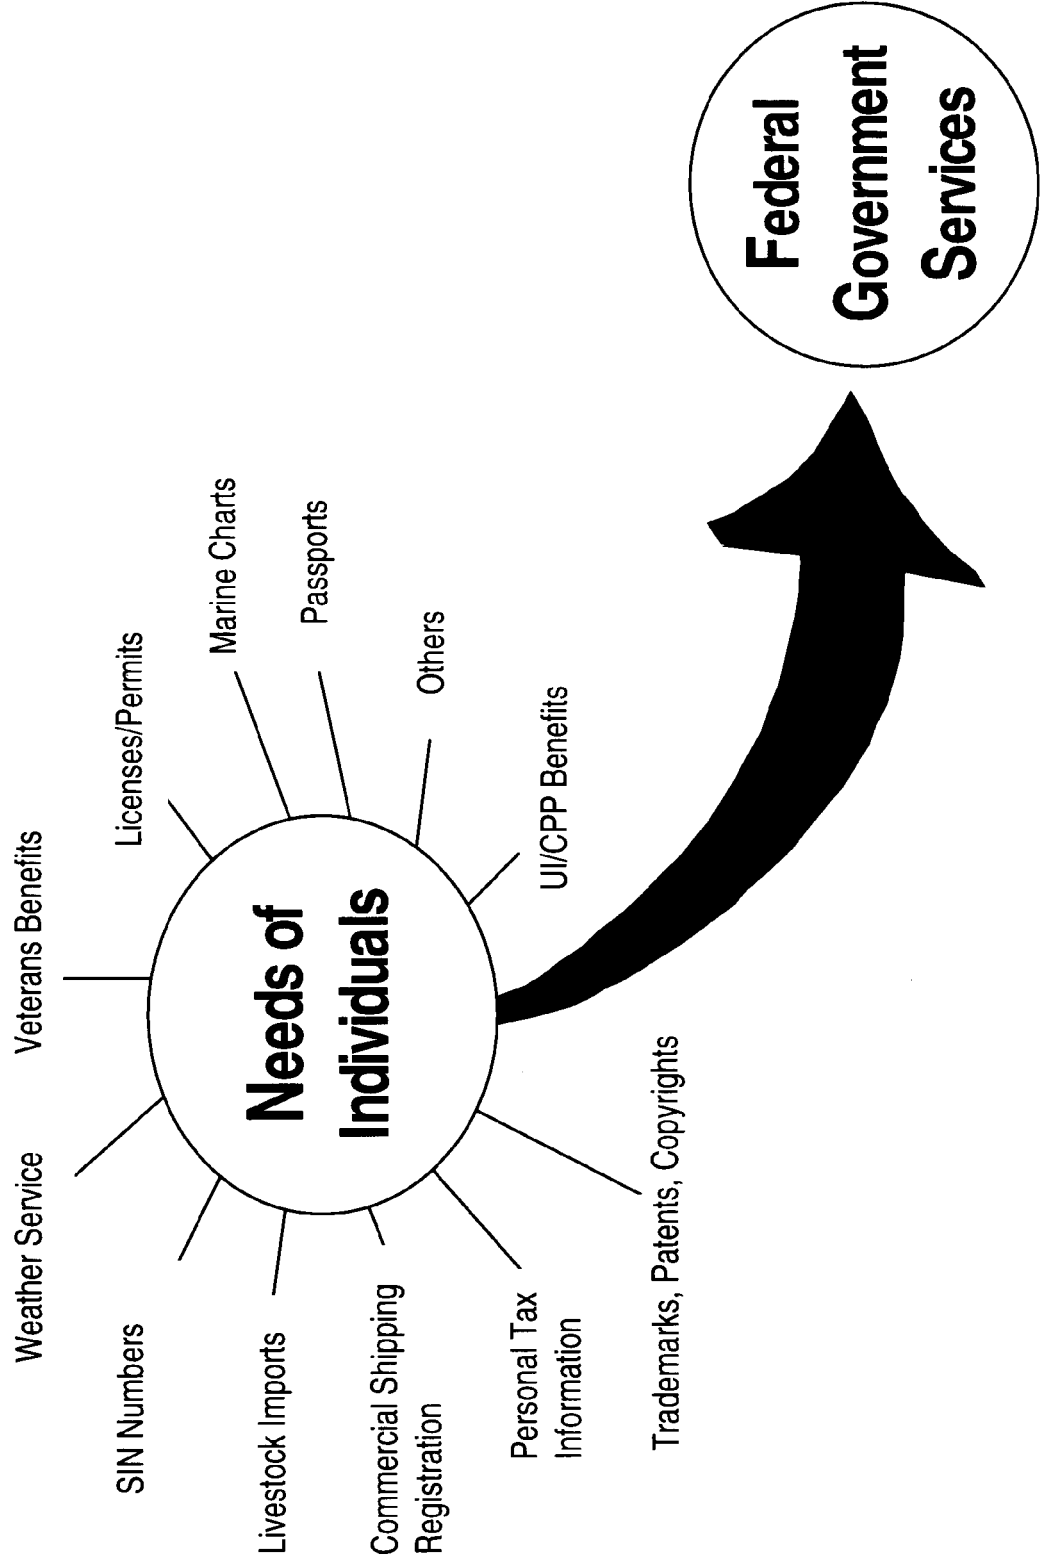 Weather Service
Veterans Benefits
SIN Numbers
Licenses/Permits
Livestock Imports
Marine Charts
Commercial Shipping
Registration
Passports
Needs of
Individuals
Others
Personal Tax
Information
UI/CPP Benefits
Trademarks, Patents, Copyrights
Federal
Government
Services